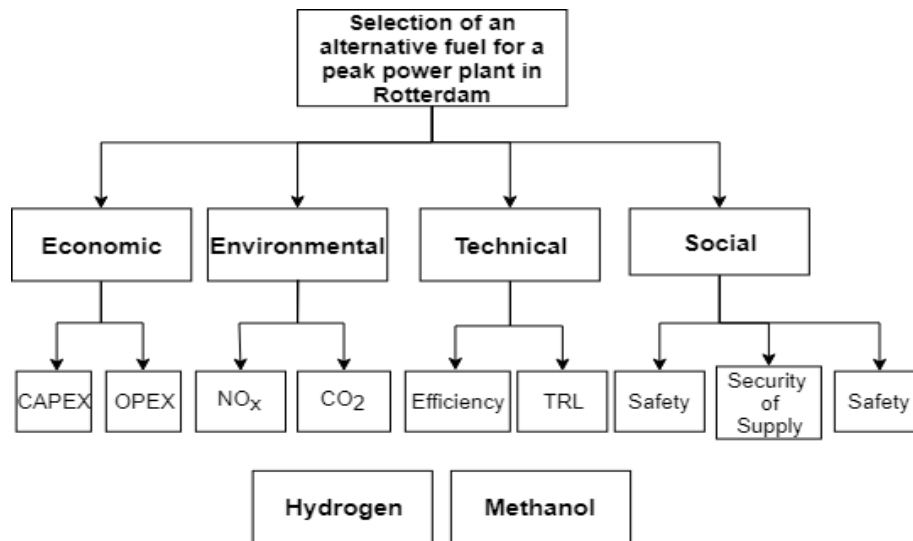 Selection of an
alternative fuel for a
peak power plant in
Rotterdam
Economic
Environmental
Technical
Social
CAPEX
OPEX
NOx
CO2
Efficiency
TRL
Safety
Security
of
Supply
Safety
Hydrogen
Methanol